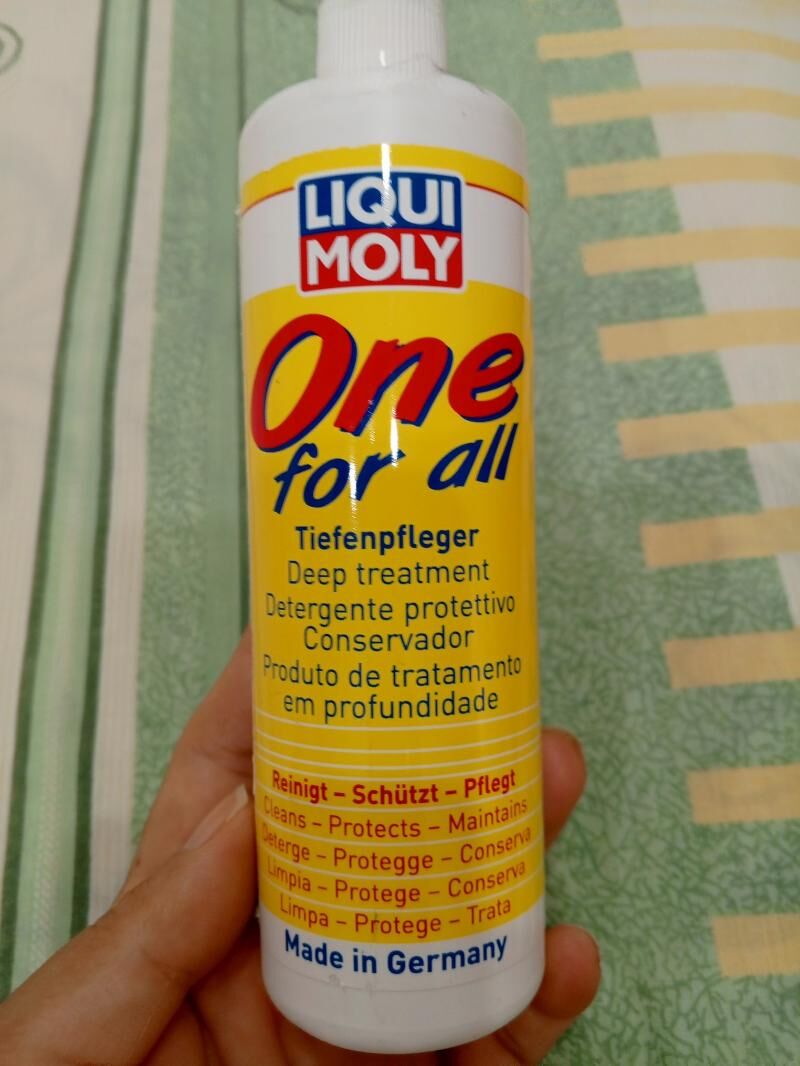 LIQUI
MOLY
One
for all
Tiefenpfleger
Deep treatment
Detergente protettivo
Conservador
Produto de tratamento
em profundidade
Reinigt – Schützt – Pflegt
Cleans – Protects – Maintains
Deterge – Protegge – Conserva
Limpia – Protege – Conserva
Limpa – Protege – Trata
Made in Germany